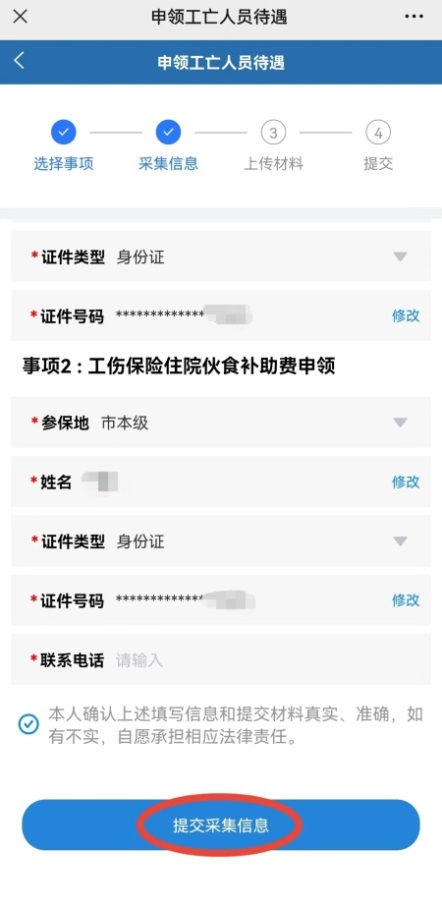 申领工亡人员待遇
申领工亡人员待遇
3
4
选择事项
采集信息
上传材料
提交
*证件类型 身份证
*证件号码 ************* 修改
事项2：工伤保险住院伙食补助费申领
*参保地 市本级
*姓名 修改
*证件类型 身份证
*证件号码 ************* 修改
*联系电话 请输入
本人确认上述填写信息和提交材料真实、准确，如
有不实，自愿承担相应法律责任。
提交采集信息